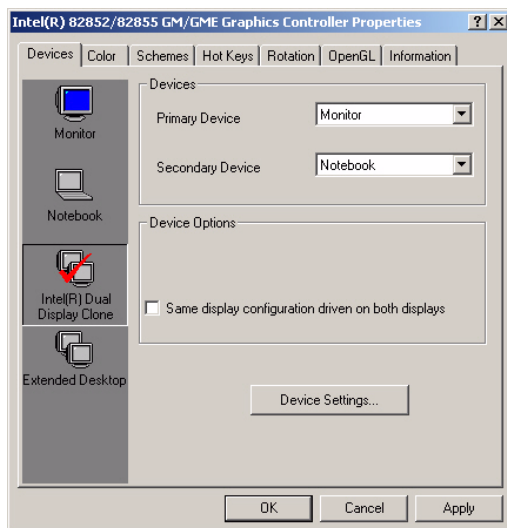 Intel(R) 82852/82855 GM/GME Graphics Controller Properties
Devices Color Schemes Hot Keys Rotation OpenGL Information
Monitor
Notebook
Intel(R) Dual
Display Clone
Extended Desktop
Devices
Primary Device Monitor
Secondary Device Notebook
Device Options
Same display configuration driven on both displays
Device Settings...
OK Cancel Apply